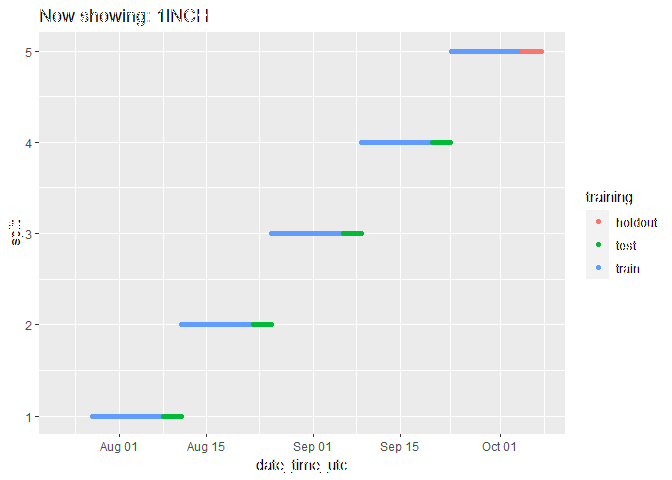 Now showing: 1INCH
5
4
3
2
1
split
Aug 01 Aug 15 Sep 01 Sep 15 Oct 01
date_time_utc
training
holdout
test
train